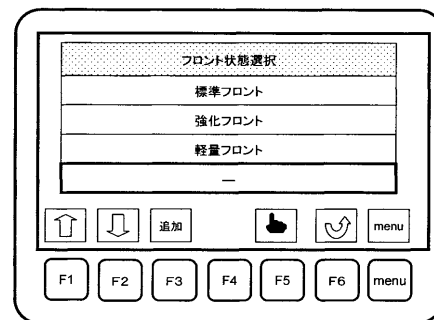 フロント状態選択
標準フロント
強化フロント
軽量フロント
—
追加 menu
F1 F2 F3 F4 F5 F6 menu